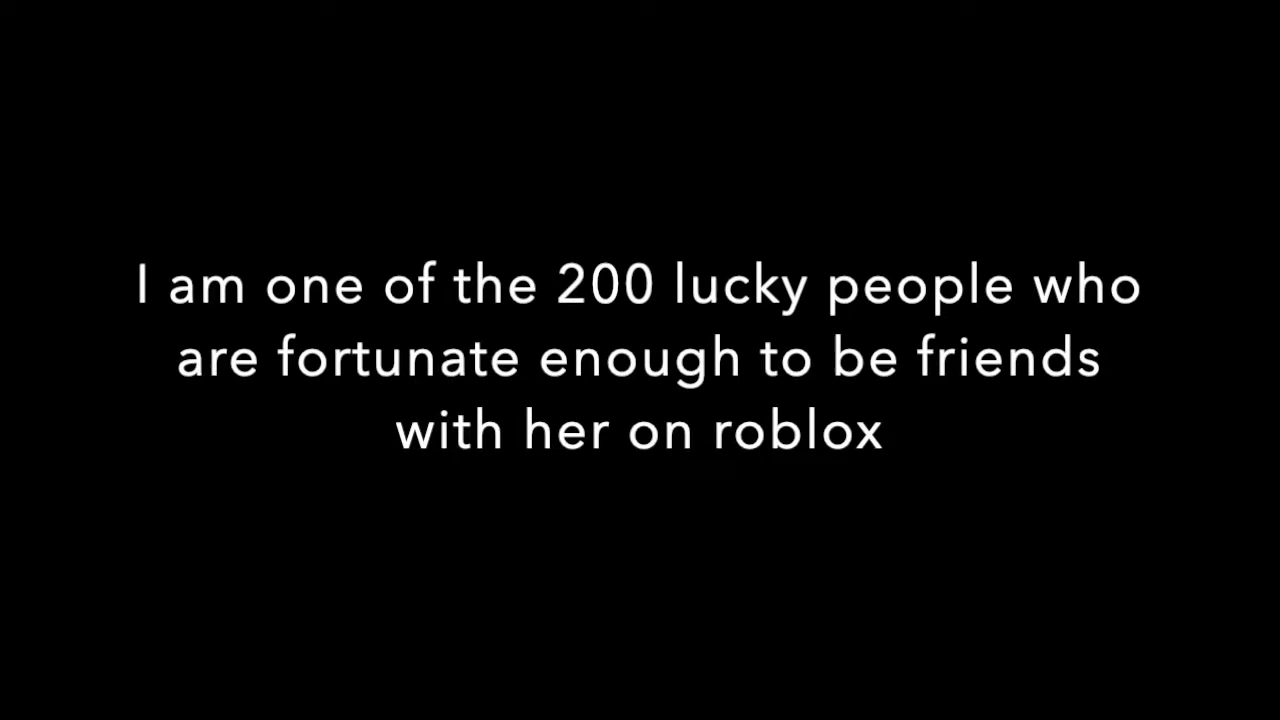 I am one of the 200 lucky people who
are fortunate enough to be friends
with her on roblox